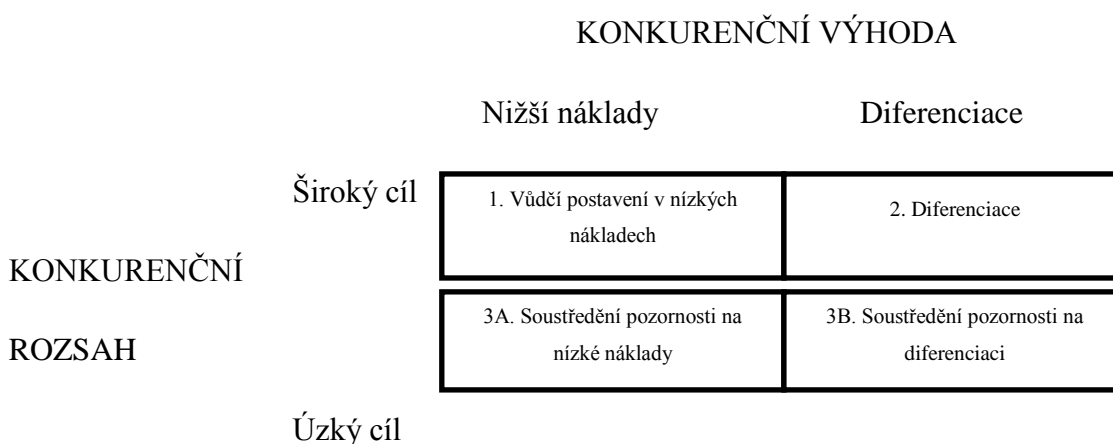 KONKURENČNÍ VÝHODA
Nižší náklady Diferenciace
Široký cíl
1. Vůdčí postavení v nízkých
nákladech
2. Diferenciace
KONKURENČNÍ
ROZSAH
3A. Soustředění pozornosti na
nízké náklady
3B. Soustředění pozornosti na
diferenciaci
Úzký cíl